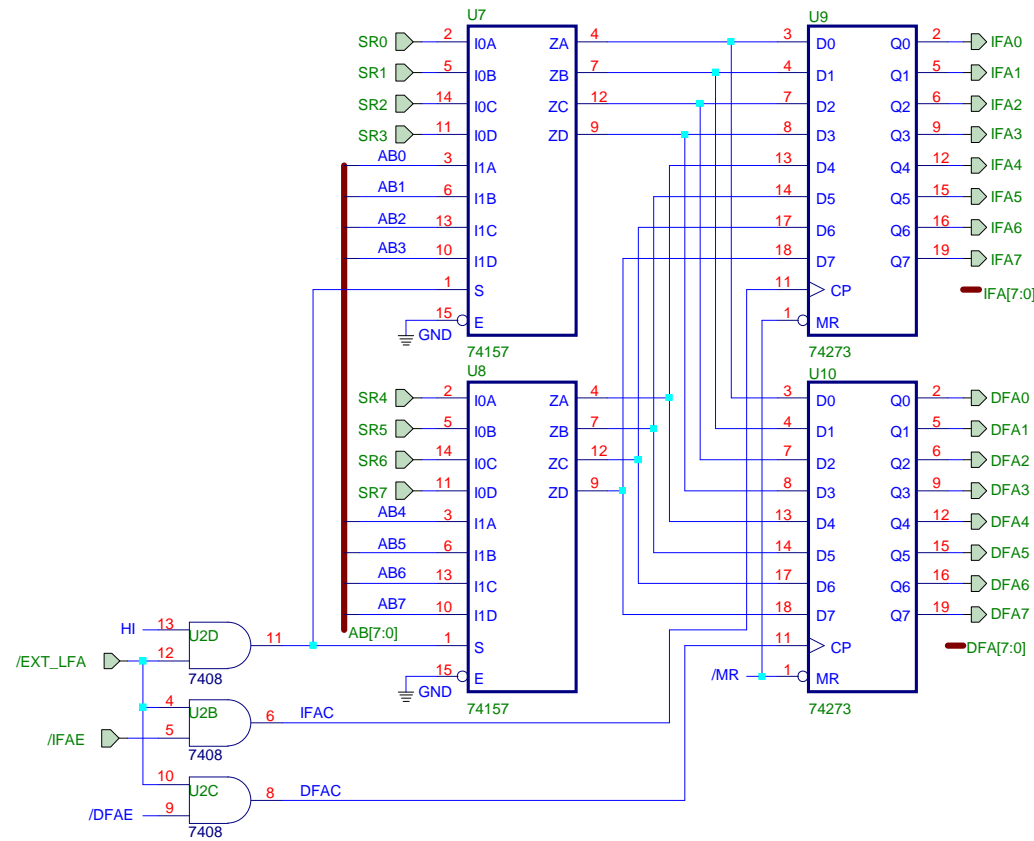 U7 U9
SR0 2 I0A ZA 4 3 D0 Q0 2 IFA0
SR1 5 I0B ZB 7 4 D1 Q1 5 IFA1
SR2 14 I0C ZC 12 7 D2 Q2 6 IFA2
SR3 11 I0D ZD 9 8 D3 Q3 9 IFA3
AB0 3 I1A 13 D4 Q4 12 IFA4
AB1 6 I1B 14 D5 Q5 15 IFA5
AB2 13 I1C 17 D6 Q6 16 IFA6
AB3 10 I1D 18 D7 Q7 19 IFA7
1 S 11 CP IFA[7:0]
GND 15 E 1 MR
74157 74273
U8 U10
SR4 2 I0A ZA 4 3 D0 Q0 2 DFA0
SR5 5 I0B ZB 7 4 D1 Q1 5 DFA1
SR6 14 I0C ZC 12 7 D2 Q2 6 DFA2
SR7 11 I0D ZD 9 8 D3 Q3 9 DFA3
AB4 3 I1A 13 D4 Q4 12 DFA4
AB5 6 I1B 14 D5 Q5 15 DFA5
AB6 13 I1C 17 D6 Q6 16 DFA6
AB7 10 I1D 18 D7 Q7 19 DFA7
AB[7:0]
HI 13 U2D 11 1 S 11 CP DFA[7:0]
/EXT_LFA 12
7408 GND 15 E /MR 1 MR
74157 74273
4 U2B 6 IFAC
/IFAE 5
7408
10 U2C 8 DFAC
/DFAE 9
7408